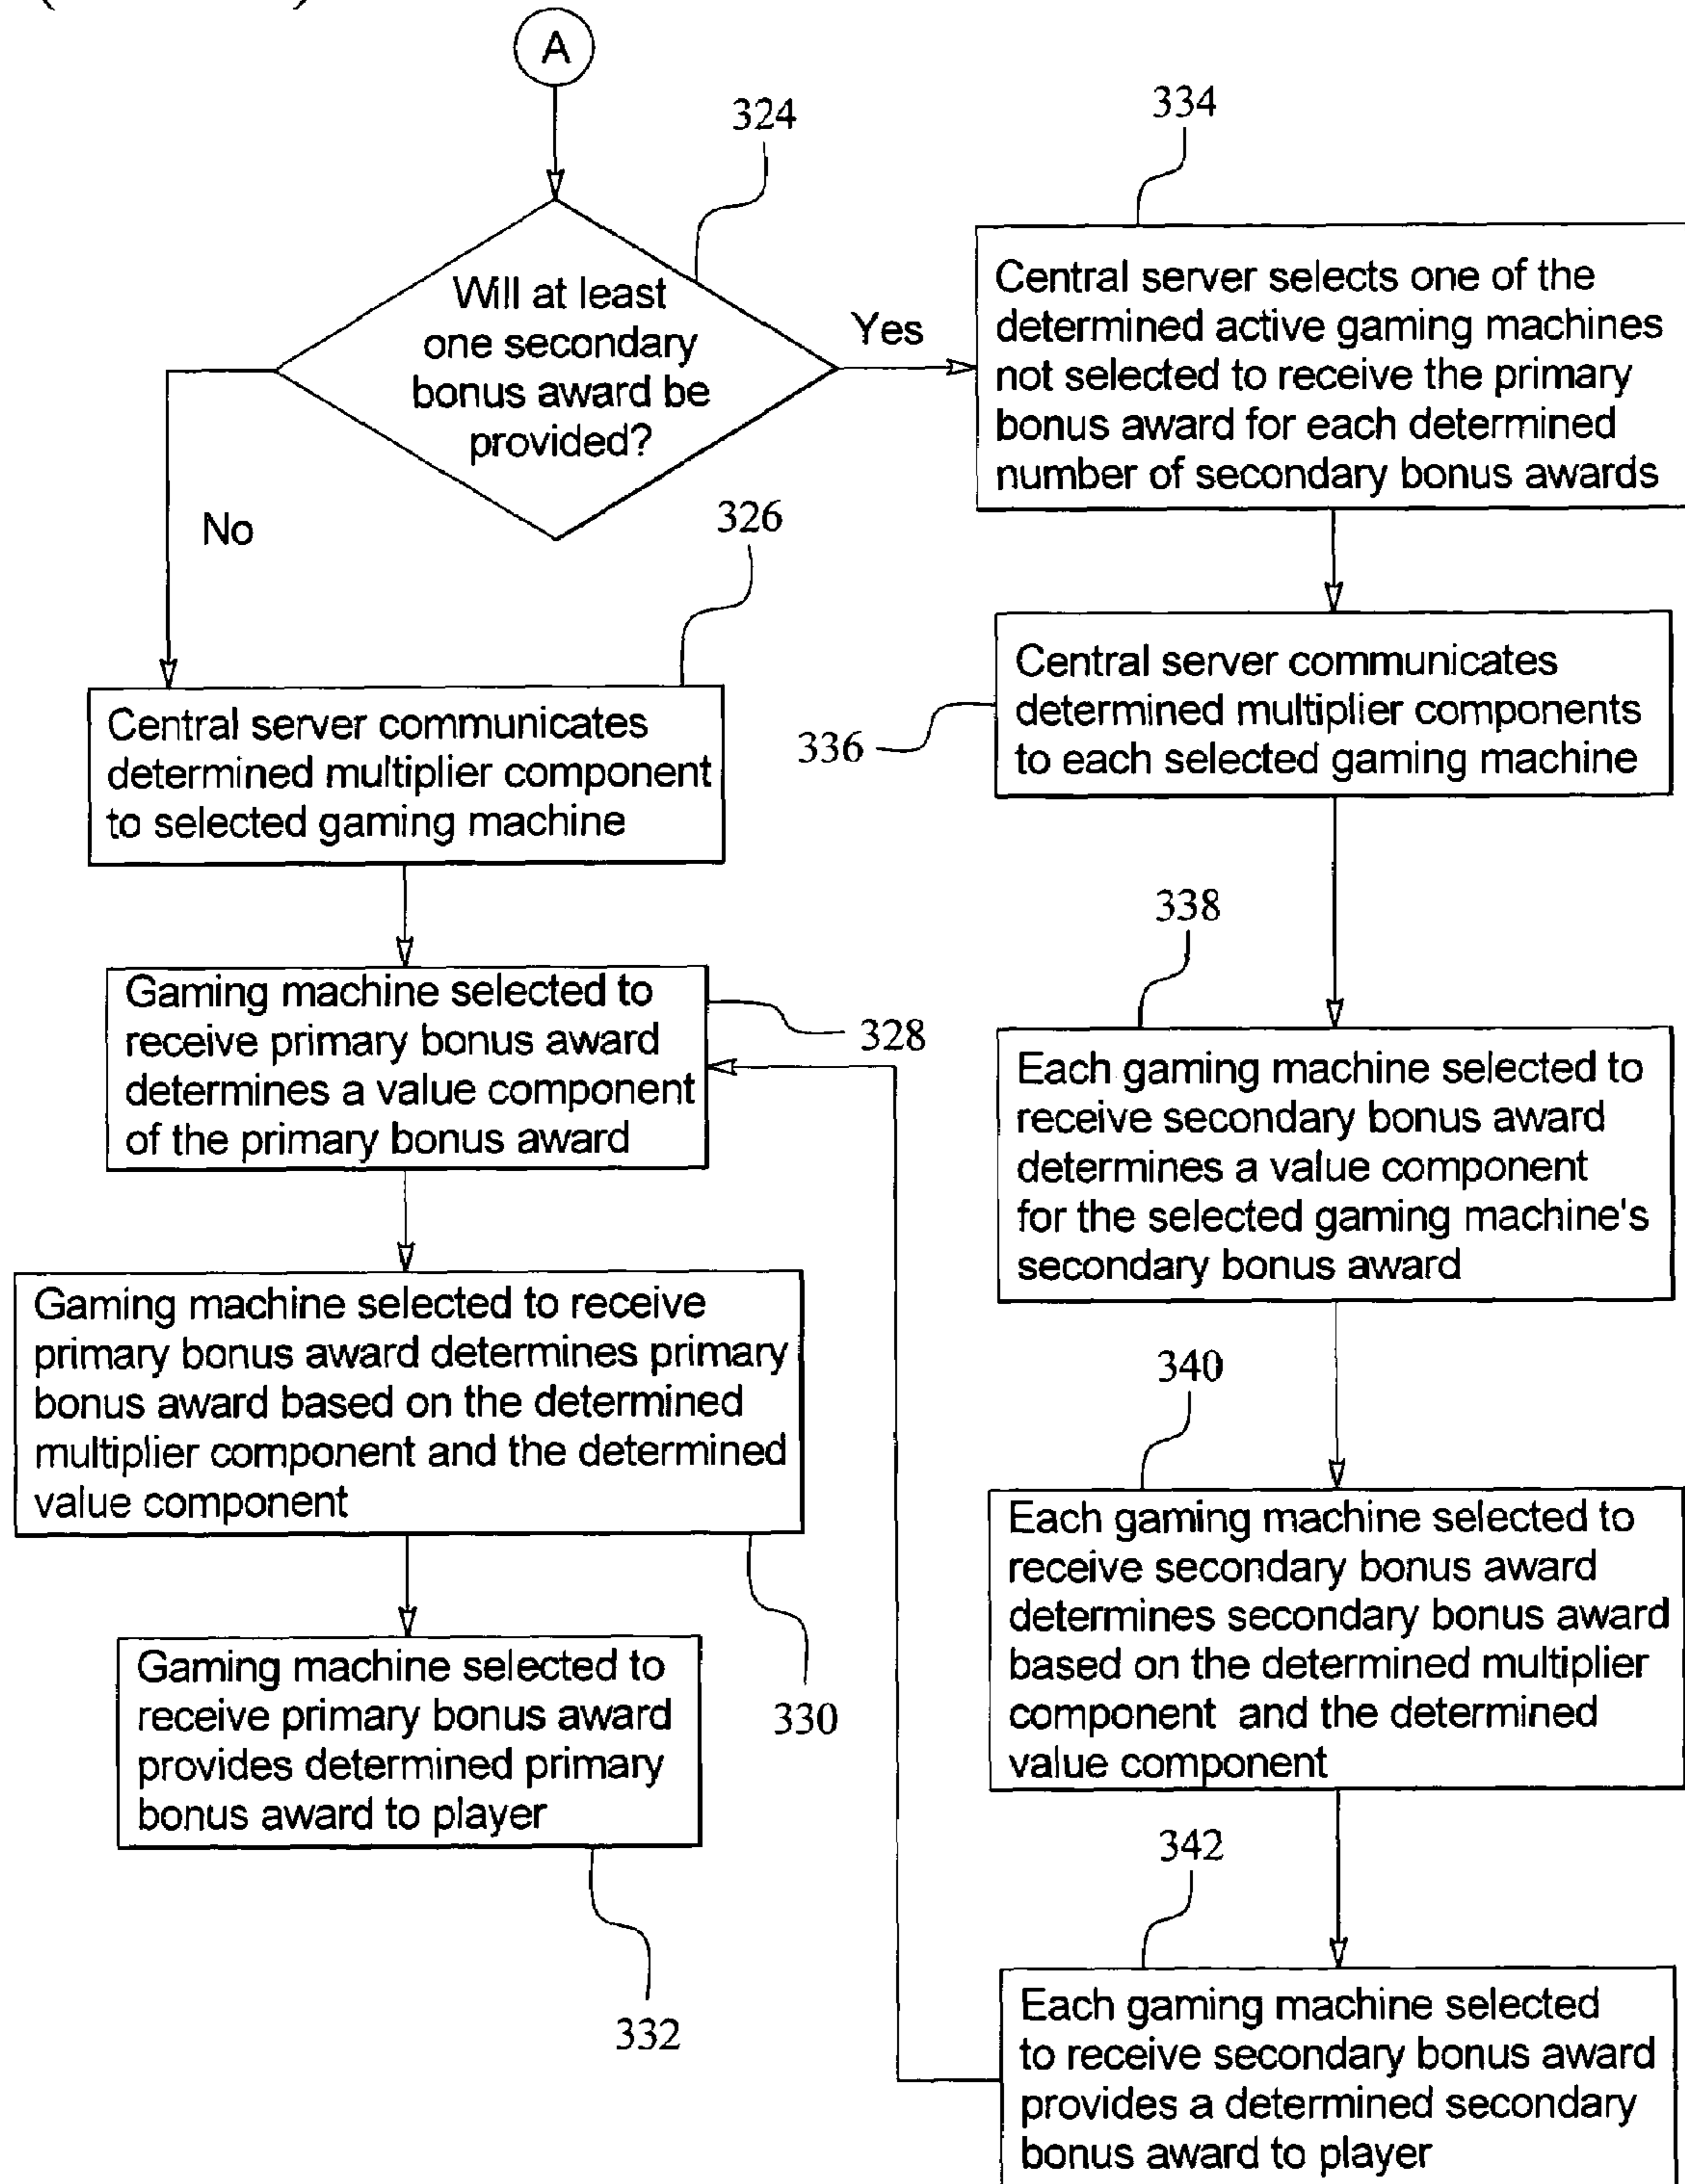 A
324
Will at least
one secondary
bonus award be
provided?
Yes
No
334
Central server selects one of the
determined active gaming machines
not selected to receive the primary
bonus award for each determined
number of secondary bonus awards
326
Central server communicates
determined multiplier component
to selected gaming machine
336
Central server communicates
determined multiplier components
to each selected gaming machine
328
Gaming machine selected to
receive primary bonus award
determines a value component
of the primary bonus award
338
Each gaming machine selected to
receive secondary bonus award
determines a value component
for the selected gaming machine's
secondary bonus award
Gaming machine selected to receive
primary bonus award determines primary
bonus award based on the determined
multiplier component and the determined
value component
330
340
Each gaming machine selected to
receive secondary bonus award
determines secondary bonus award
based on the determined multiplier
component and the determined
value component
Gaming machine selected to
receive primary bonus award
provides determined primary
bonus award to player
332
342
Each gaming machine selected
to receive secondary bonus award
provides a determined secondary
bonus award to player